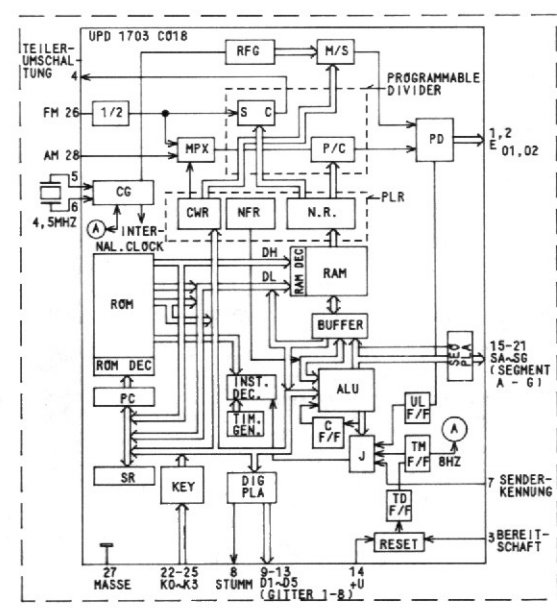 UPD 1703 C018
TEILER-
UMSCHAL-
TUNG
4
RFG
M/S
PROGRAMMABLE
DIVIDER
FM 26
1/2
S C
AM 28
MPX
P/C
PD
1,2
E 01,02
5
6
4,5MHZ
CG
A
INTER-
NAL.CLOCK
CWR
NFR
N.R.
PLR
DH
DL
ROM
ROM DEC
RAM DEC
RAM
BUFFER
SEG
PLA
15-21
SA~SG
(SEGMENT
A - G)
PC
INST.
DEC.
TIM.
GEN.
ALU
C
F/F
UL
F/F
A
J
TM
F/F
8HZ
SR
KEY
DIG
PLA
TD
F/F
7 SENDER-
KENNUNG
RESET
3 BEREIT-
SCHAFT
27
MASSE
22-25
K0~K3
8
STUMM
9-13
D1~D5
(GITTER 1-8)
14
+U